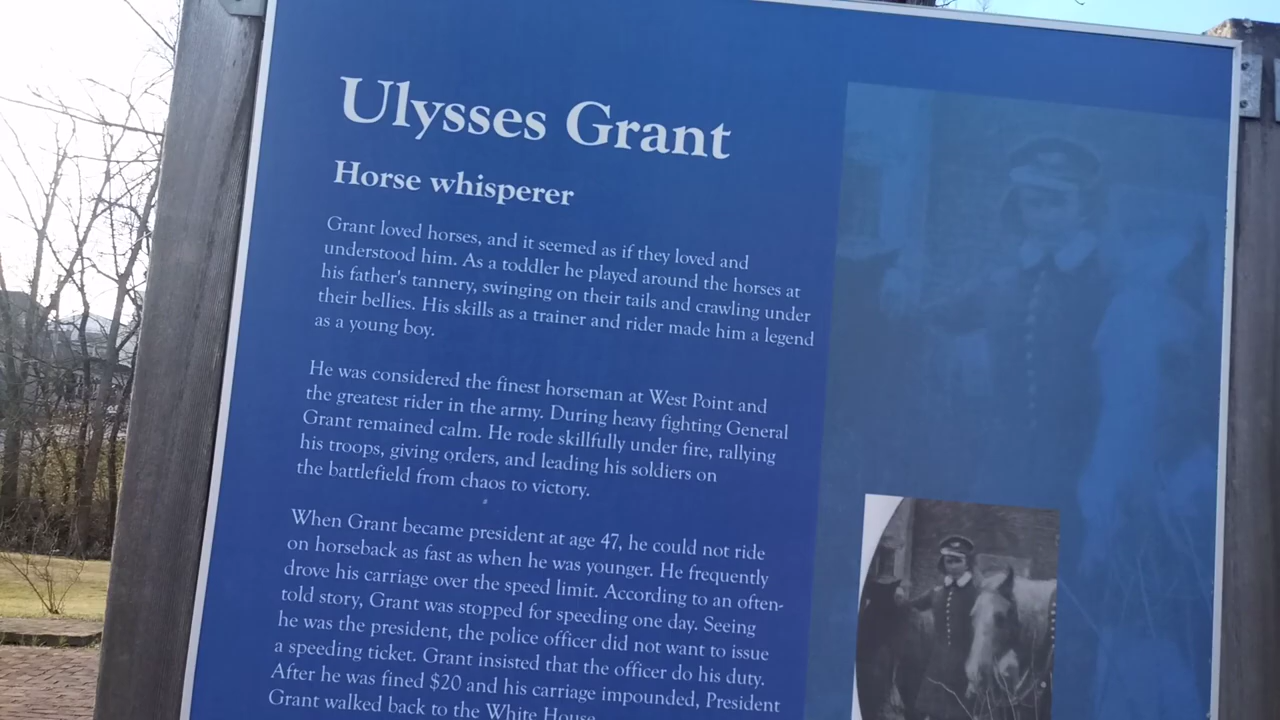 Ulysses Grant
Horse whisperer
Grant loved horses, and it seemed as if they loved and
understood him. As a toddler he played around the horses at
his father's tannery, swinging on their tails and crawling under
their bellies. His skills as a trainer and rider made him a legend
as a young boy.
He was considered the finest horseman at West Point and
the greatest rider in the army. During heavy fighting General
Grant remained calm. He rode skillfully under fire, rallying
his troops, giving orders, and leading his soldiers on
the battlefield from chaos to victory.
When Grant became president at age 47, he could not ride
on horseback as fast as when he was younger. He frequently
drove his carriage over the speed limit. According to an often-
told story, Grant was stopped for speeding one day. Seeing
he was the president, the police officer did not want to issue
a speeding ticket. Grant insisted that the officer do his duty.
After he was fined $20 and his carriage impounded, President
Grant walked back to the White House.